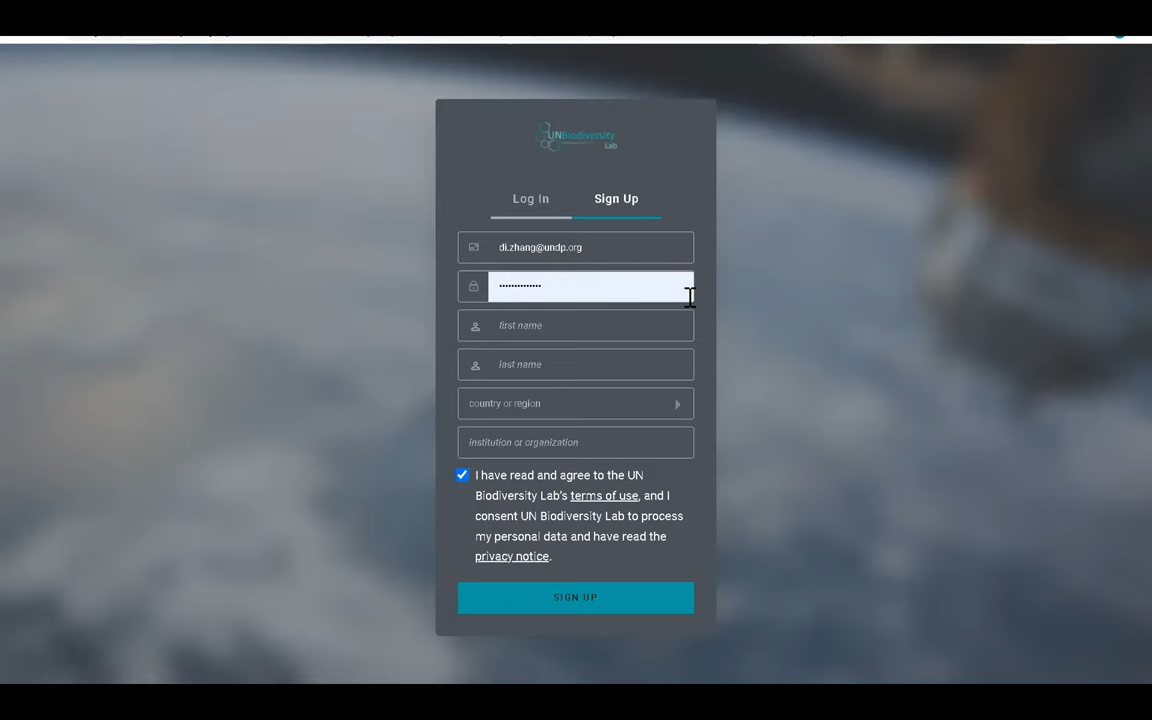 UNBiodiversity
Lab
Log In
Sign Up
di.zhang@undp.org
••••••••••••••
first name
last name
country or region
institution or organization
I have read and agree to the UN
Biodiversity Lab's terms of use, and I
consent UN Biodiversity Lab to process
my personal data and have read the
privacy notice.
SIGN UP